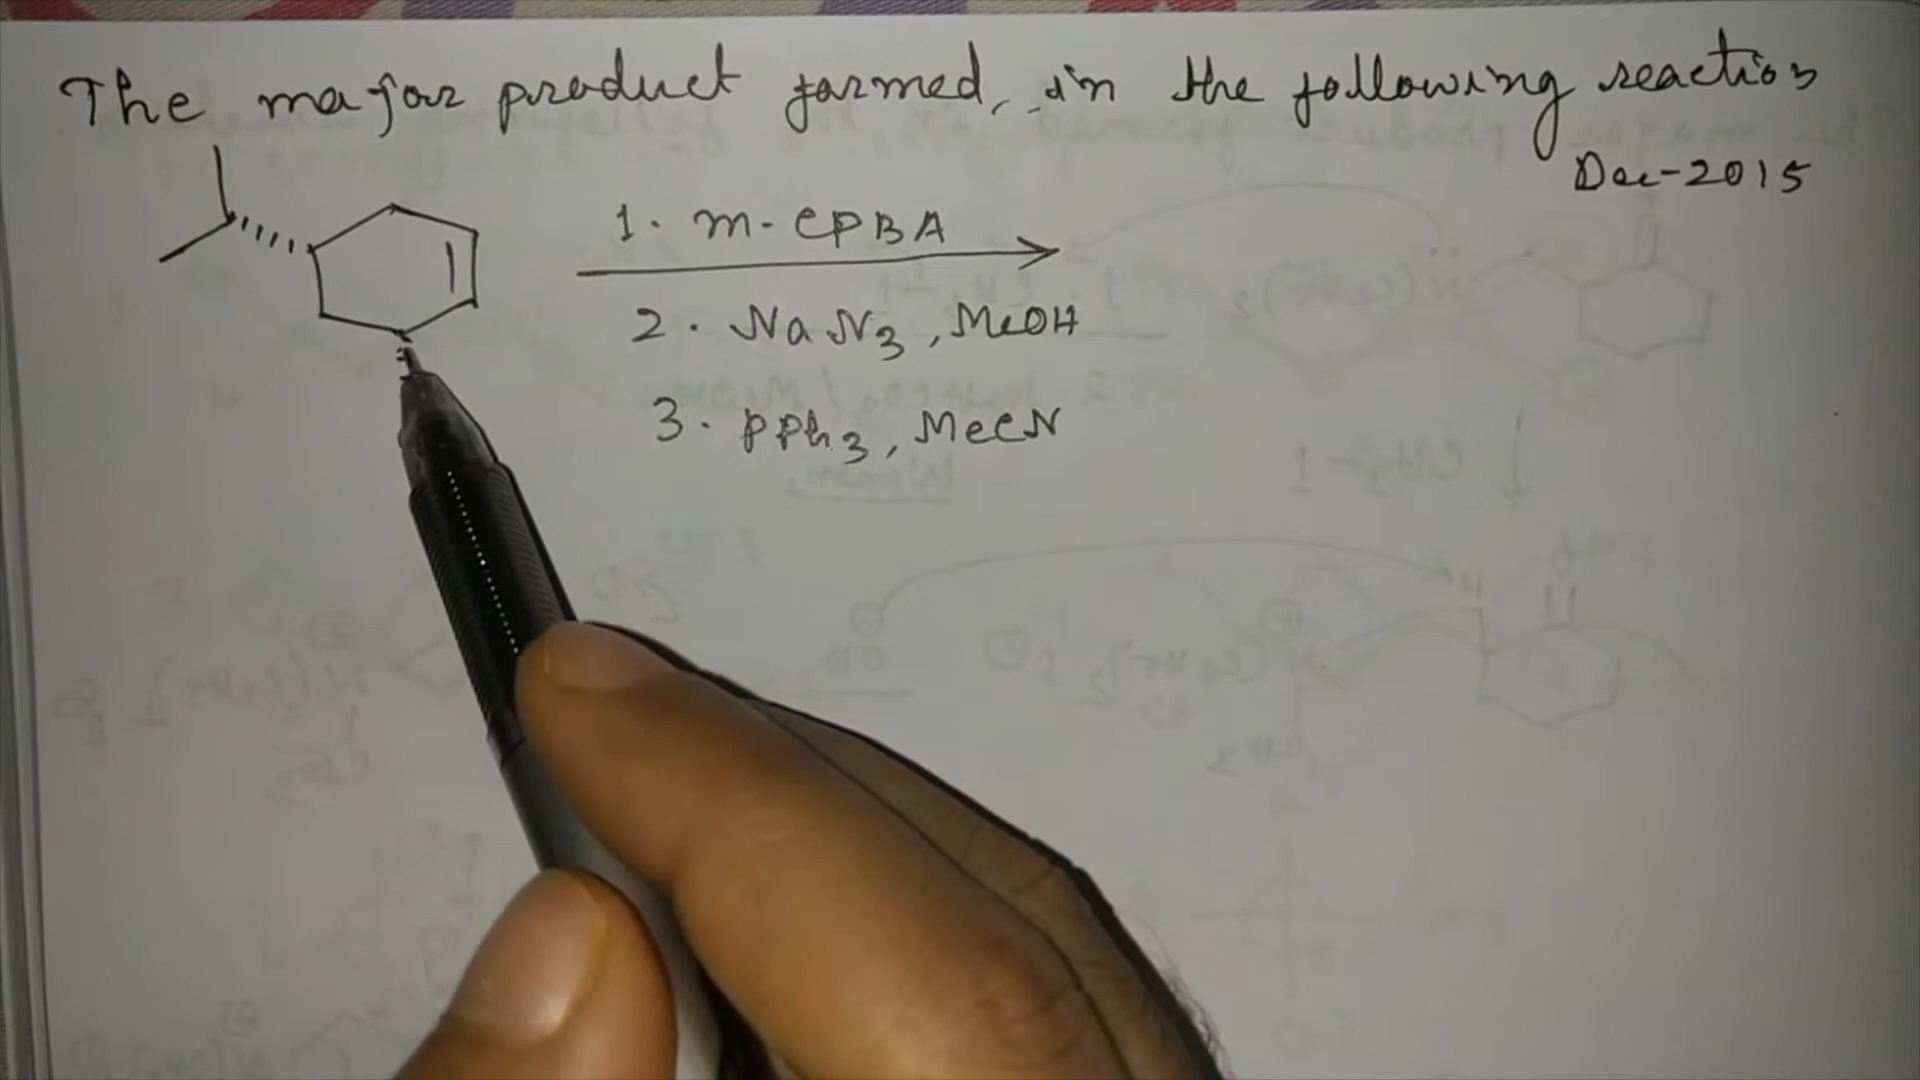 The major product formed, in the following reaction
Dec-2015
1. m-CPBA
2. NaN3, MeOH
3. PPh3, MeCN